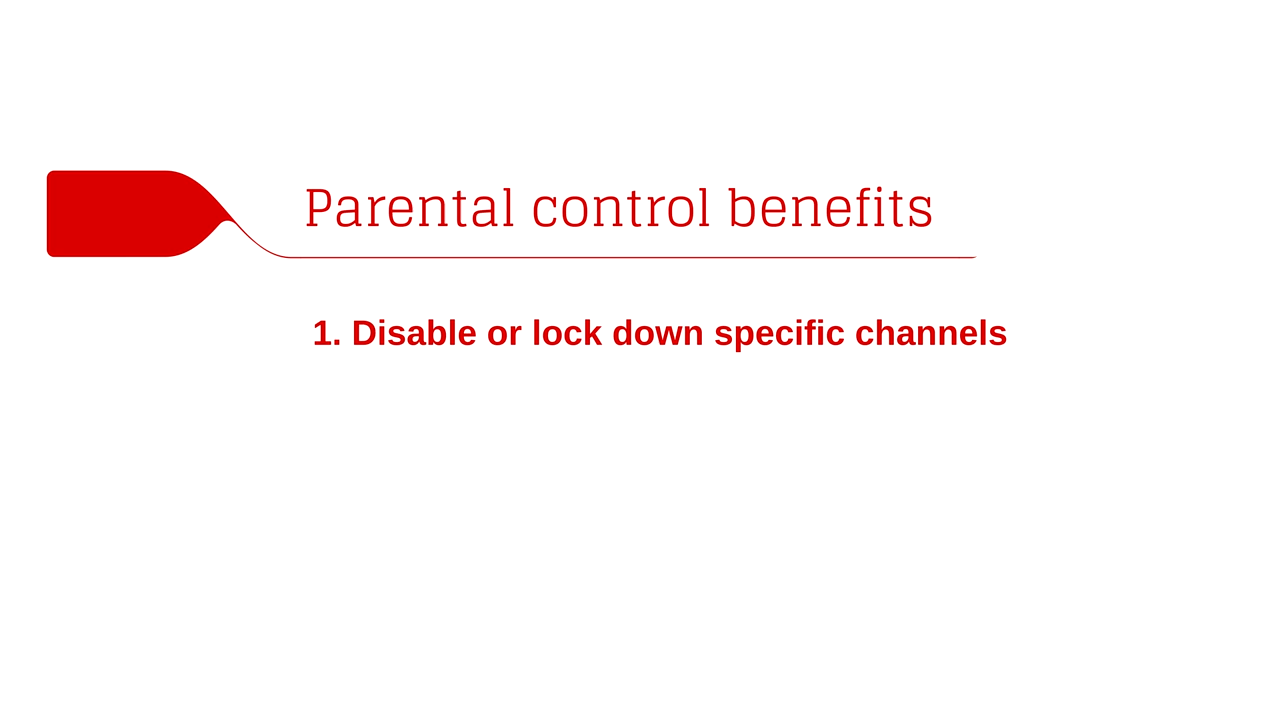 Parental control benefits
1. Disable or lock down specific channels